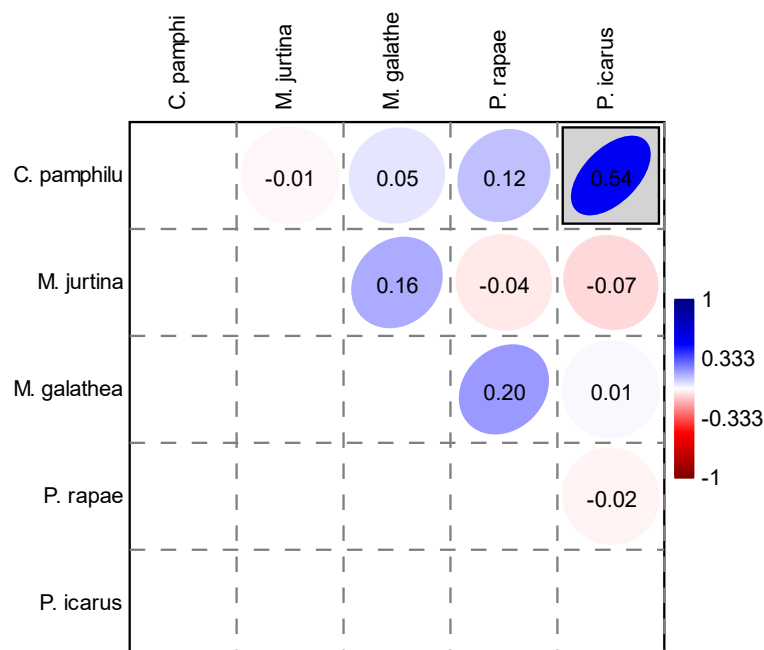 C. pamphi
M. jurtina
M. galathe
P. rapae
P. icarus
C. pamphilu
-0.01
0.05
0.12
0.54
M. jurtina
0.16
-0.04
-0.07
M. galathea
0.20
0.01
P. rapae
-0.02
P. icarus
1
0.333
-0.333
-1